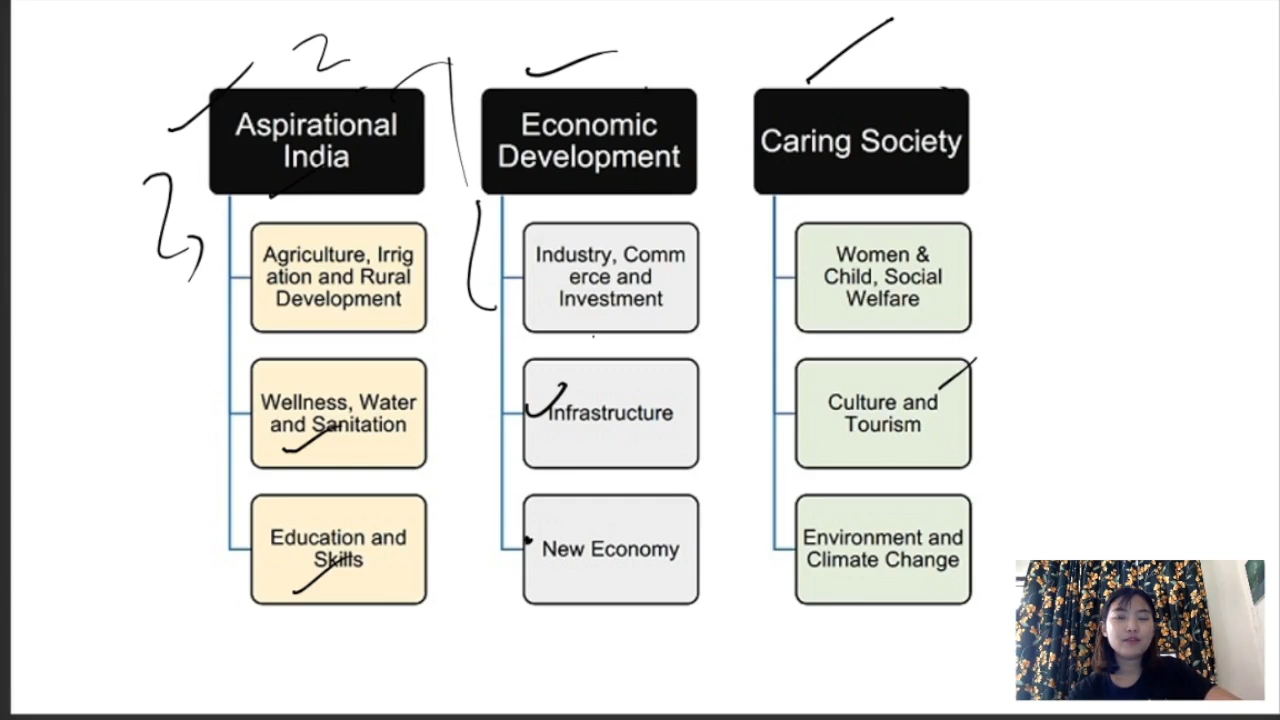 Aspirational
India
Agriculture, Irrig
ation and Rural
Development
Wellness, Water
and Sanitation
Education and
Skills
Economic
Development
Industry, Comm
erce and
Investment
Infrastructure
New Economy
Caring Society
Women &
Child, Social
Welfare
Culture and
Tourism
Environment and
Climate Change